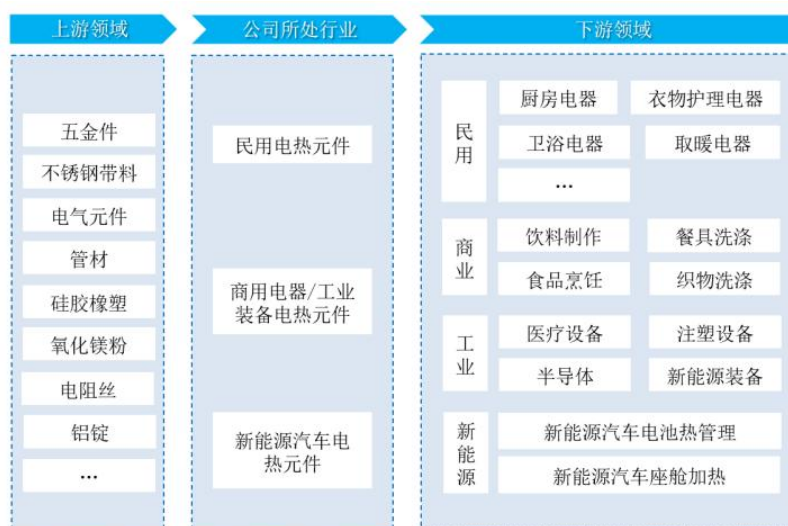 上游领域
公司所处行业
下游领域
五金件
不锈钢带料
电气元件
管材
硅胶橡塑
氧化镁粉
电阻丝
铝锭
...
民用电热元件
商用电器/工业
装备电热元件
新能源汽车电
热元件
民用
厨房电器
衣物护理电器
卫浴电器
取暖电器
...
商业
饮料制作
餐具洗涤
食品烹饪
织物洗涤
工业
医疗设备
注塑设备
半导体
新能源装备
新能源
新能源汽车电池热管理
新能源汽车座舱加热